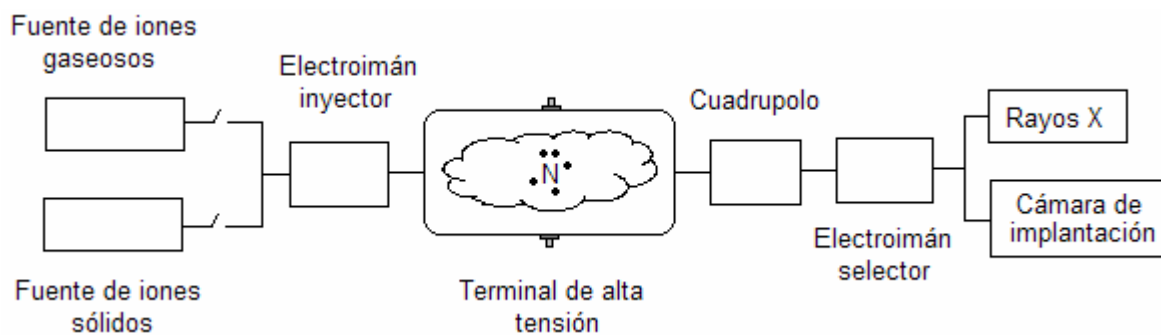 Fuente de iones
gaseosos
Electroimán
inyector
Cuadrupolo
Rayos X
N
Cámara de
implantación
Electroimán
selector
Fuente de iones
sólidos
Terminal de alta
tensión